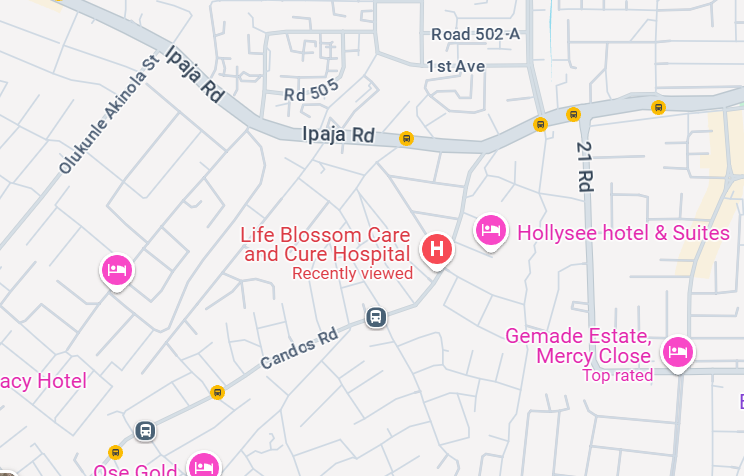 Road 502-A
1st Ave
Ipaja Rd
Olukunle Akinola St
Rd 505
Ipaja Rd
21 Rd
Life Blossom Care
and Cure Hospital
Recently viewed
H
Hollysee hotel & Suites
Candos Rd
Gemade Estate,
Mercy Close
Top rated
acy Hotel
Ose Gold